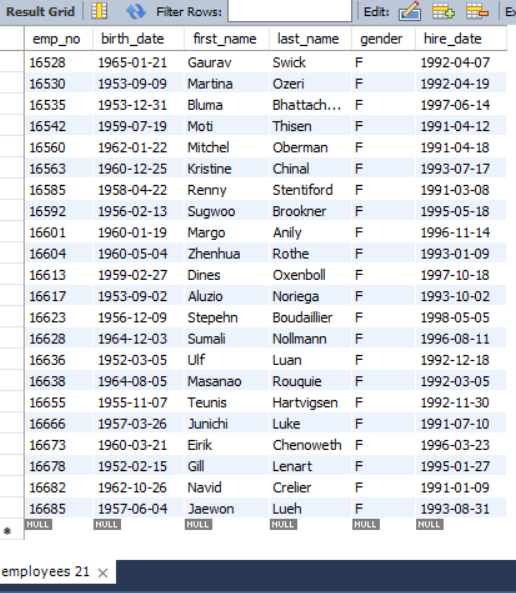 Result Grid Filter Rows: Edit:
emp_no birth_date first_name last_name gender hire_date
16528 1965-01-21 Gaurav Swick F 1992-04-07
16530 1953-09-09 Martina Ozeri F 1992-04-19
16535 1953-12-31 Bluma Bhattach... F 1997-06-14
16542 1959-07-19 Moti Thisen F 1991-04-12
16560 1962-01-22 Mitchel Oberman F 1991-04-18
16563 1960-12-25 Kristine Chinal F 1993-07-17
16585 1958-04-22 Renny Stentiford F 1991-03-08
16592 1956-02-13 Sugwoo Brookner F 1995-05-18
16601 1960-01-19 Margo Anily F 1996-11-14
16604 1960-05-04 Zhenhua Rothe F 1993-01-09
16613 1959-02-27 Dines Oxenboll F 1997-10-18
16617 1953-09-02 Aluzio Noriega F 1993-10-02
16623 1956-12-09 Stepehn Boudaillier F 1998-05-05
16628 1964-12-03 Sumali Nollmann F 1996-08-11
16636 1952-03-05 Ulf Luan F 1992-12-18
16638 1964-08-05 Masanao Rouquie F 1992-03-05
16655 1955-11-07 Teunis Hartvigsen F 1992-11-30
16666 1957-03-26 Junichi Luke F 1991-07-10
16673 1960-03-21 Eirik Chenoweth F 1996-03-23
16678 1952-02-15 Gill Lenart F 1995-01-27
16682 1962-10-26 Navid Crelier F 1991-01-09
16685 1957-06-04 Jaewon Lueh F 1993-08-31
NULL NULL NULL NULL NULL NULL
employees 21